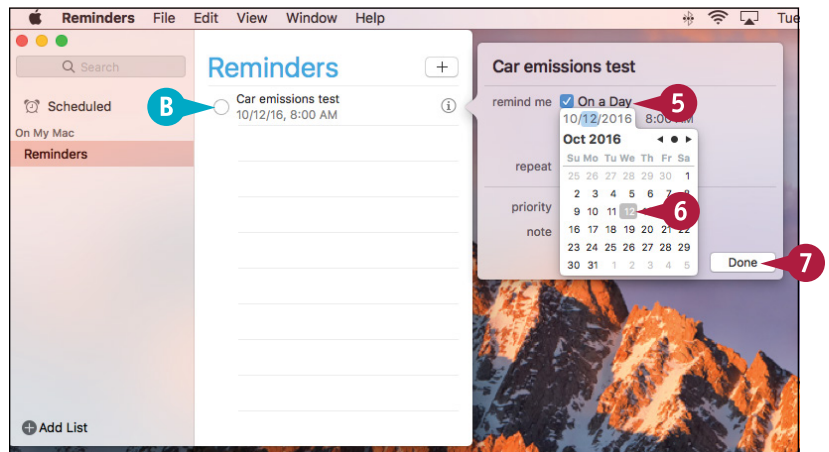 Reminders File Edit View Window Help Tue
Search
Scheduled
On My Mac
Reminders
Add List
Reminders +
B
Car emissions test
10/12/16, 8:00 AM
i
Car emissions test
remind me On a Day 5
10/12/2016 8:00 AM
Oct 2016
Su Mo Tu We Th Fr Sa
25 26 27 28 29 30 1
2 3 4 5 6 7 8
9 10 11 12 6
16 17 18 19 20 21 22
23 24 25 26 27 28 29
30 31 1 2 3 4 5
repeat
priority
note
Done 7